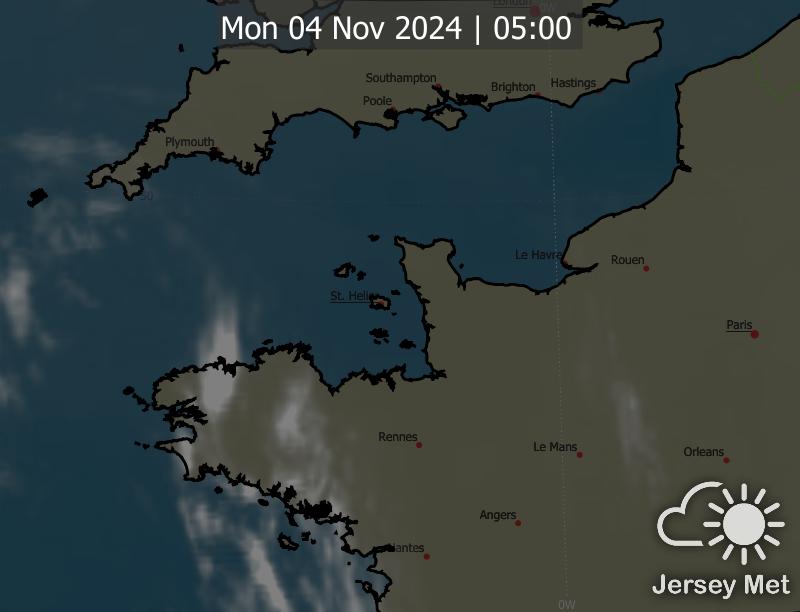 London
0W
Mon 04 Nov 2024 | 05:00
Southampton
Brighton
Hastings
Poole
Plymouth
50
Le Havre
Rouen
St. Helier
Paris
Rennes
Le Mans
Orleans
Angers
Nantes
Jersey Met
0W